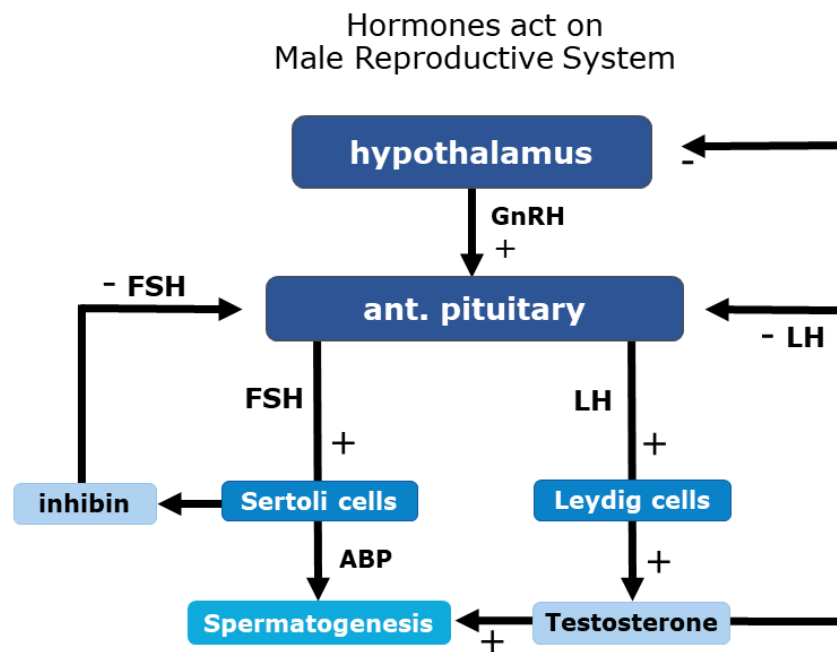 Hormones act on
Male Reproductive System
hypothalamus
-
GnRH
+
- FSH
ant. pituitary
- LH
FSH
LH
+
+
inhibin
Sertoli cells
Leydig cells
ABP
+
Spermatogenesis
+
Testosterone